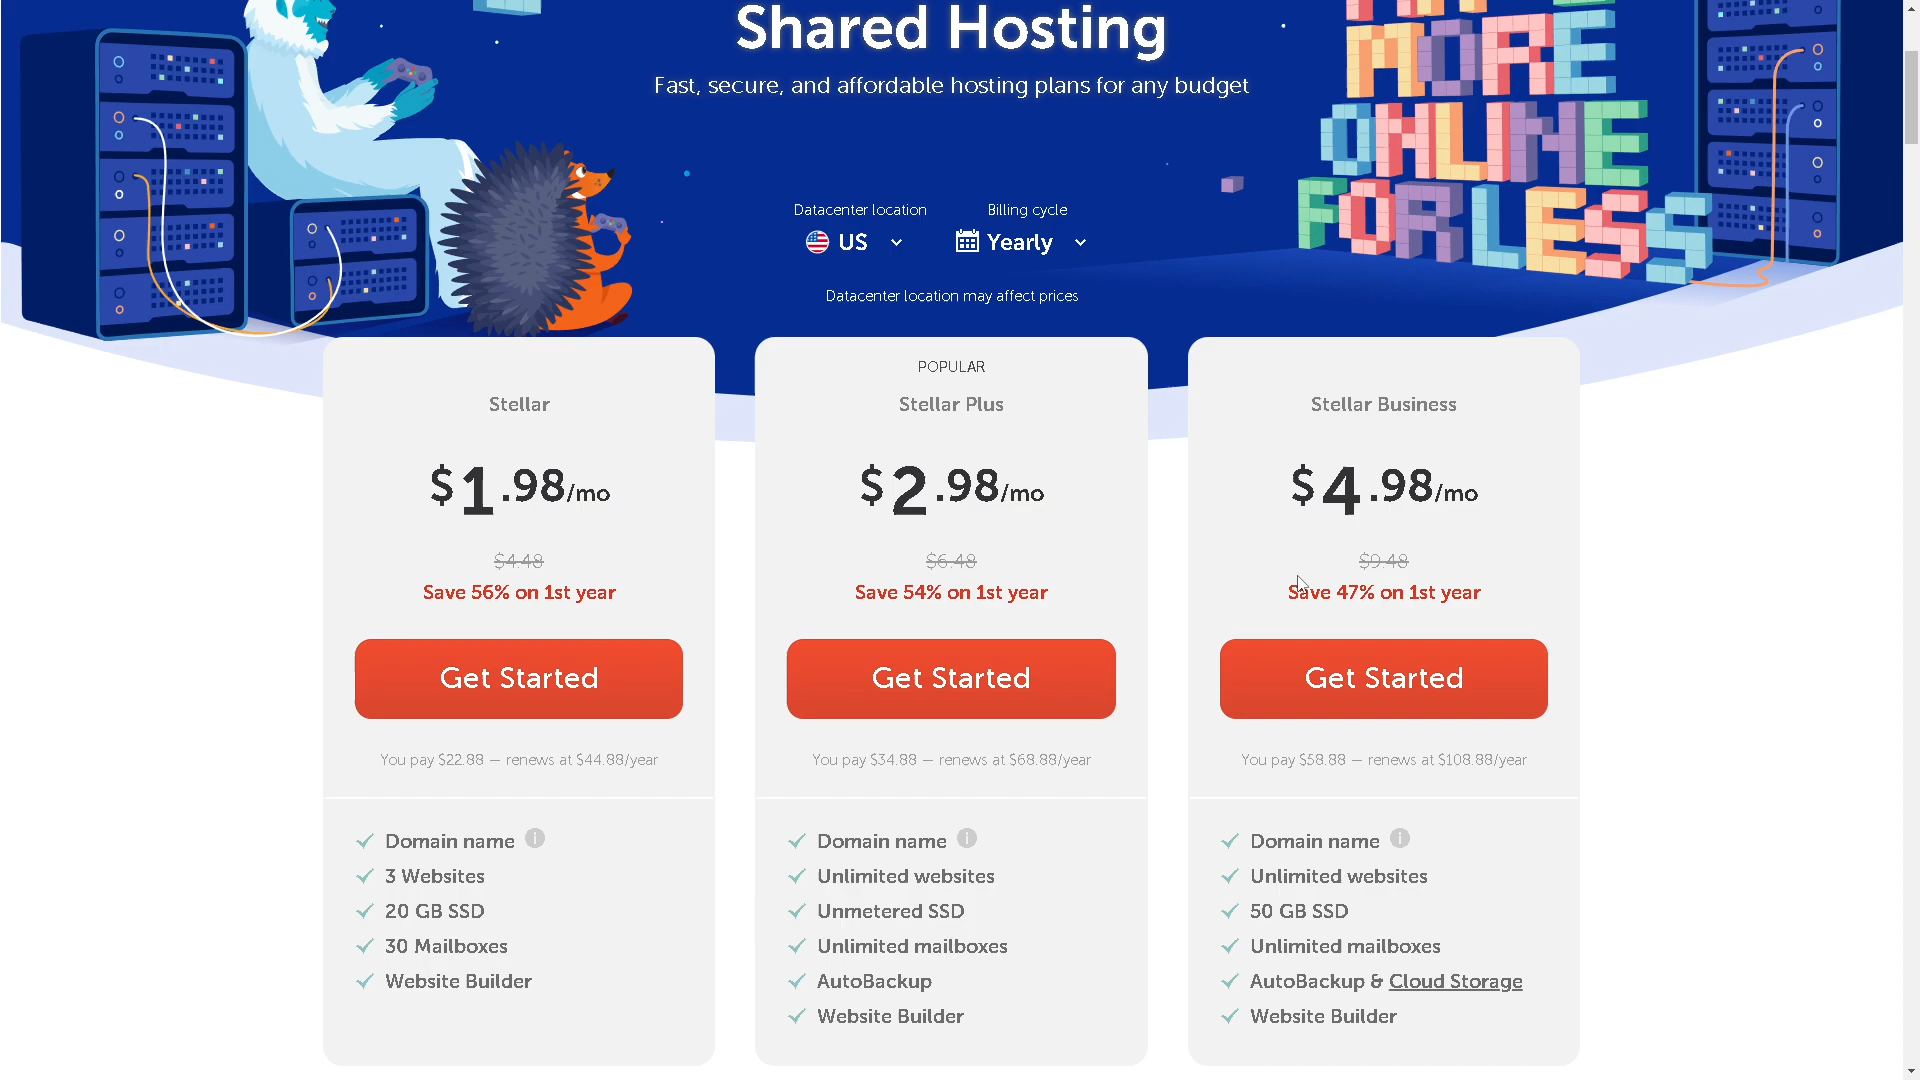 Shared Hosting
Fast, secure, and affordable hosting plans for any budget
MORE
ONLINE
FOR LESS
Datacenter location
Billing cycle
US
Yearly
Datacenter location may affect prices
Stellar
$1.98/mo
$4.48
Save 56% on 1st year
Get Started
You pay $22.88 — renews at $44.88/year
Domain name
3 Websites
20 GB SSD
30 Mailboxes
Website Builder
POPULAR
Stellar Plus
$2.98/mo
$6.48
Save 54% on 1st year
Get Started
You pay $34.88 — renews at $68.88/year
Domain name
Unlimited websites
Unmetered SSD
Unlimited mailboxes
AutoBackup
Website Builder
Stellar Business
$4.98/mo
$9.48
Save 47% on 1st year
Get Started
You pay $58.88 — renews at $108.88/year
Domain name
Unlimited websites
50 GB SSD
Unlimited mailboxes
AutoBackup & Cloud Storage
Website Builder